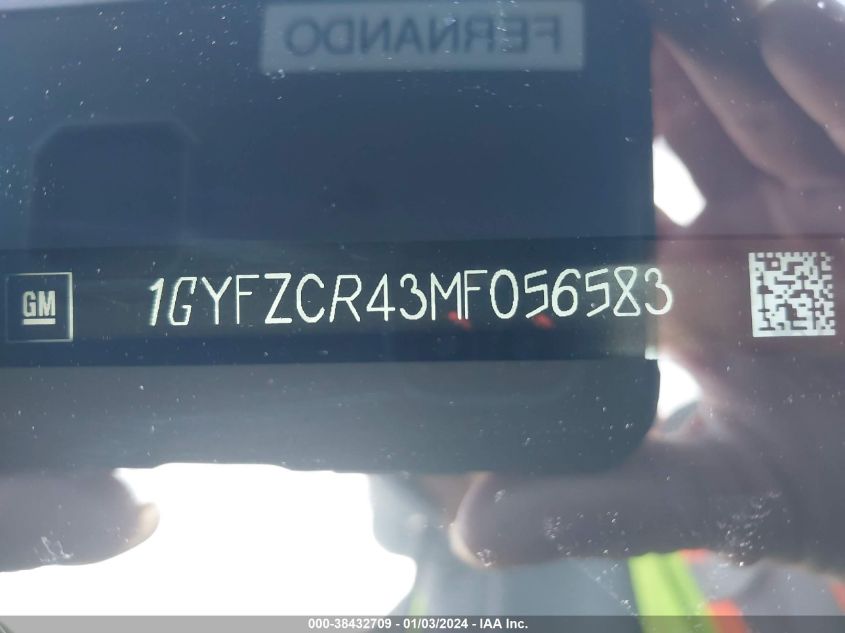 FERNANDO
GM 1GYFZCR43MF056583
000-38432709 - 01/03/2024 - IAA Inc.